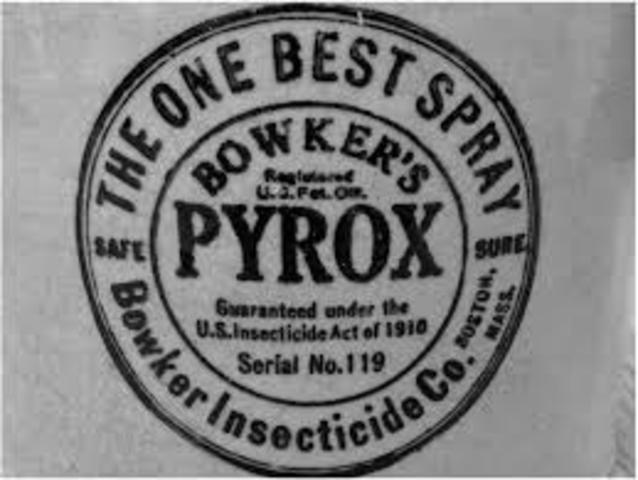 THE ONE BEST SPRAY
SAFE
SURE
BOWKER'S
Registered
U.S. Pat. Off.
PYROX
Guaranteed under the
U.S. Insecticide Act of 1910
Serial No. 119
Bowker Insecticide Co.
BOSTON,
MASS.